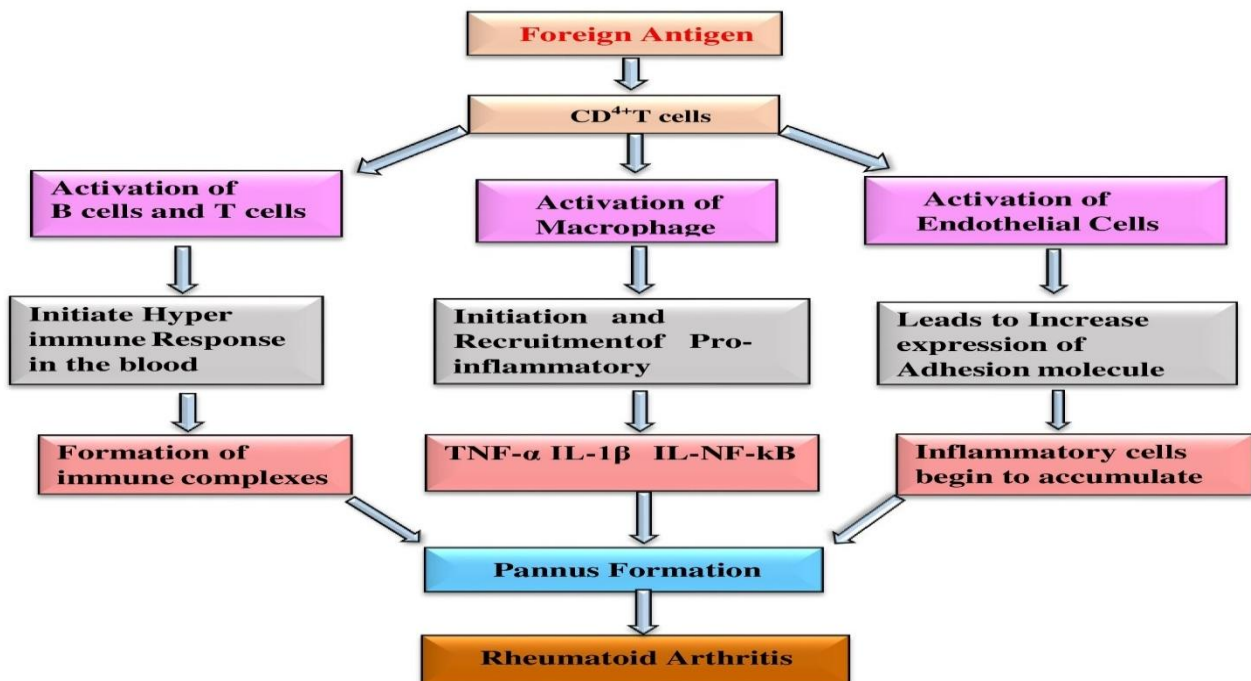 Foreign Antigen
CD⁴⁺T cells
Activation of
B cells and T cells
Activation of
Macrophage
Activation of
Endothelial Cells
Initiate Hyper
immune Response
in the blood
Initiation and
Recruitmentof Pro-
inflammatory
Leads to Increase
expression of
Adhesion molecule
Formation of
immune complexes
TNF-α IL-1β IL-NF-kB
Inflammatory cells
begin to accumulate
Pannus Formation
Rheumatoid Arthritis